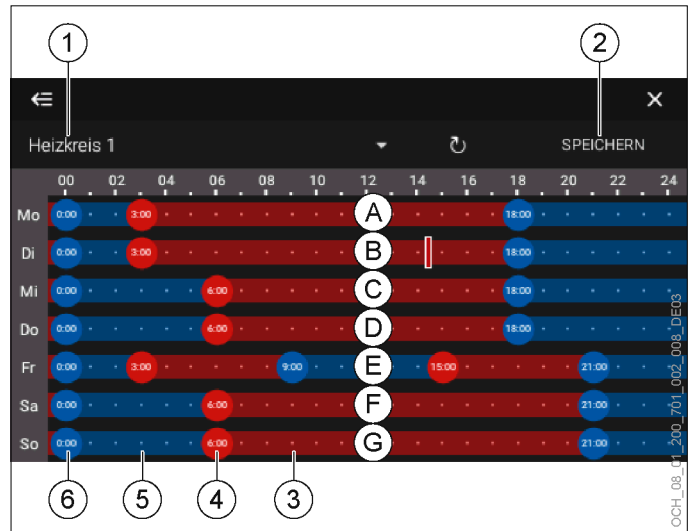 1 2
Heizkreis 1 SPEICHERN
00 02 04 06 08 10 12 14 16 18 20 22 24
Mo 0:00 3:00 A 18:00
Di 0:00 3:00 B 18:00
Mi 0:00 6:00 C 18:00
Do 0:00 6:00 D 18:00
Fr 0:00 3:00 9:00 E 15:00 21:00
Sa 0:00 6:00 F 21:00
So 0:00 6:00 G 21:00
6 5 4 3
OCH_08_01_200_701_002_008_DE03